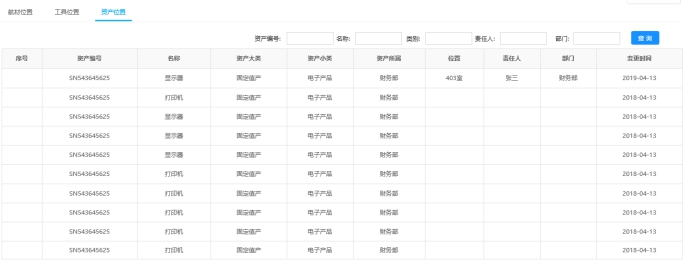 航材位置 工具位置 资产位置
资产编号: 名称: 类别: 责任人: 部门: 查 询
序号 资产编号 名称 资产大类 资产小类 资产所属 位置 责任人 部门 变更时间
SN543645625 显示器 固定值产 电子产品 财务部 403室 张三 财务部 2019-04-13
SN543645625 打印机 固定值产 电子产品 财务部 2018-04-13
SN543645625 显示器 固定值产 电子产品 财务部 2018-04-13
SN543645625 显示器 固定值产 电子产品 财务部 2018-04-13
SN543645625 显示器 固定值产 电子产品 财务部 2018-04-13
SN543645625 打印机 固定值产 电子产品 财务部 2018-04-13
SN543645625 打印机 固定值产 电子产品 财务部 2018-04-13
SN543645625 打印机 固定值产 电子产品 财务部 2018-04-13
SN543645625 打印机 固定值产 电子产品 财务部 2018-04-13
SN543645625 打印机 固定值产 电子产品 财务部 2018-04-13